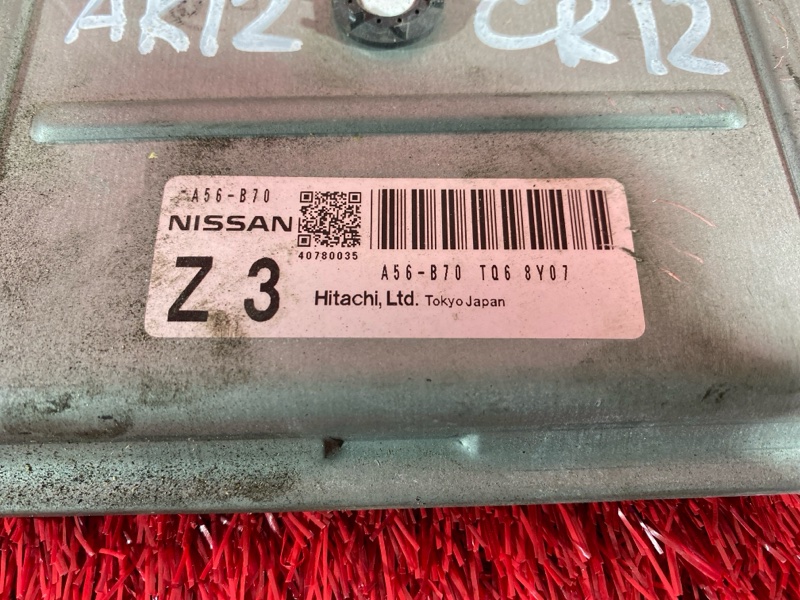 AK12 CR12
A56-B70
NISSAN
40780035
Z 3
A56-B70 TQ6 8Y07
Hitachi, Ltd. Tokyo Japan